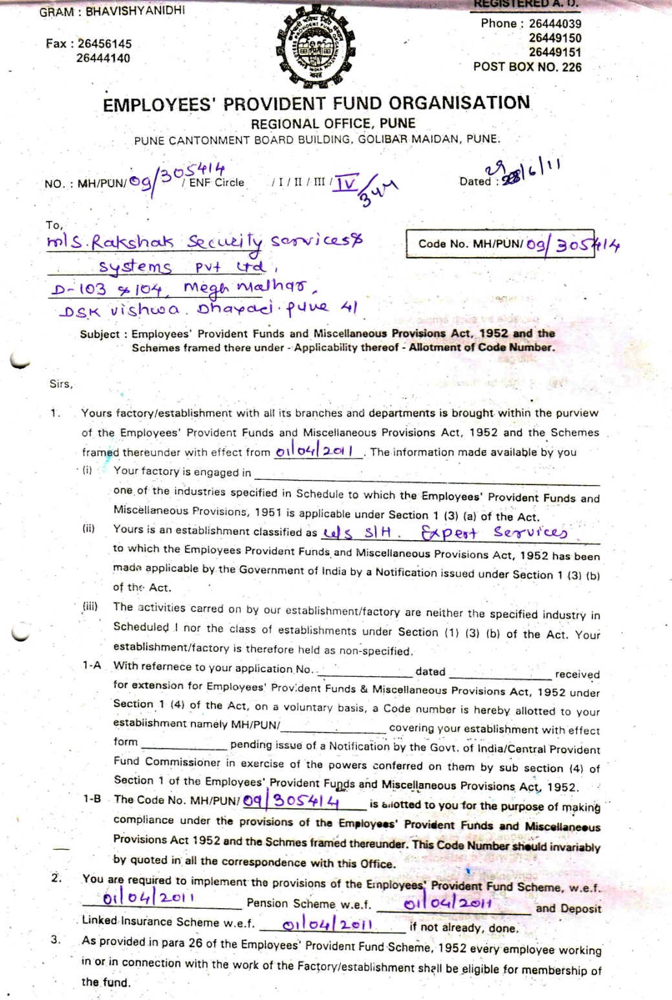 REGISTERED A. D.
GRAM : BHAVISHYANIDHI
Phone : 26444039
Fax : 26456145
26449150
26444140
26449151
POST BOX NO. 226
EMPLOYEES' PROVIDENT FUND ORGANISATION
REGIONAL OFFICE, PUNE
PUNE CANTONMENT BOARD BUILDING, GOLIBAR MAIDAN, PUNE.
NO. : MH/PUN/ 09/305414 / ENF Circle / I / II / III / IV /344 Dated : 29/6/11
To,
M/S. Rakshak Security services &
systems pvt Ltd,
D-103 & 104, Megh Malhar,
DSK vishwa. Dhayari. pune 41
Code No. MH/PUN/ 09/305414
Subject : Employees' Provident Funds and Miscellaneous Provisions Act, 1952 and the
Schemes framed there under - Applicability thereof - Allotment of Code Number.
Sirs,
1. Yours factory/establishment with all its branches and departments is brought within the purview
of the Employees' Provident Funds and Miscellaneous Provisions Act, 1952 and the Schemes
framed thereunder with effect from 01/04/2011. The information made available by you
(i) Your factory is engaged in
one of the industries specified in Schedule to which the Employees' Provident Funds and
Miscellaneous Provisions, 1951 is applicable under Section 1 (3) (a) of the Act.
(ii) Yours is an establishment classified as u/s S/H. Expert Services
to which the Employees Provident Funds and Miscellaneous Provisions Act, 1952 has been
made applicable by the Government of India by a Notification issued under Section 1 (3) (b)
of the Act.
(iii) The activities carred on by our establishment/factory are neither the specified industry in
Scheduled I nor the class of establishments under Section (1) (3) (b) of the Act. Your
establishment/factory is therefore held as non-specified.
1-A With refernece to your application No. dated received
for extension for Employees' Provident Funds & Miscellaneous Provisions Act, 1952 under
Section 1 (4) of the Act, on a voluntary basis, a Code number is hereby allotted to your
establishment namely MH/PUN/ covering your establishment with effect
form pending issue of a Notification by the Govt. of India/Central Provident
Fund Commissioner in exercise of the powers conferred on them by sub section (4) of
Section 1 of the Employees' Provident Funds and Miscellaneous Provisions Act, 1952.
1-B The Code No. MH/PUN/ 09/305414 is allotted to you for the purpose of making
compliance under the provisions of the Employees' Provident Funds and Miscellaneous
Provisions Act 1952 and the Schmes framed thereunder. This Code Number should invariably
by quoted in all the correspondence with this Office.
2. You are required to implement the provisions of the Employees' Provident Fund Scheme, w.e.f.
01/04/2011 Pension Scheme w.e.f. 01/04/2011 and Deposit
Linked Insurance Scheme w.e.f. 01/04/2011 if not already, done.
3. As provided in para 26 of the Employees' Provident Fund Scheme, 1952 every employee working
in or in connection with the work of the Factory/establishment shall be eligible for membership of
the fund.